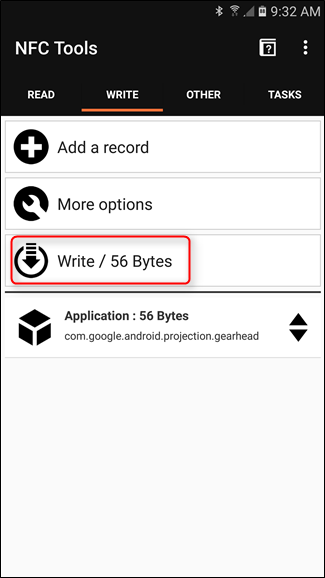 9:32 AM
NFC Tools
READ
WRITE
OTHER
TASKS
Add a record
More options
Write / 56 Bytes
Application : 56 Bytes
com.google.android.projection.gearhead